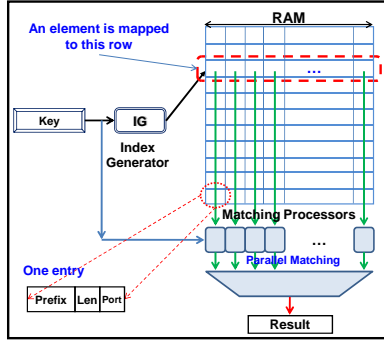 An element is mapped
to this row
RAM
...
Key
IG
Index
Generator
Matching Processors
...
Parallel Matching
One entry
Prefix Len Port
Result